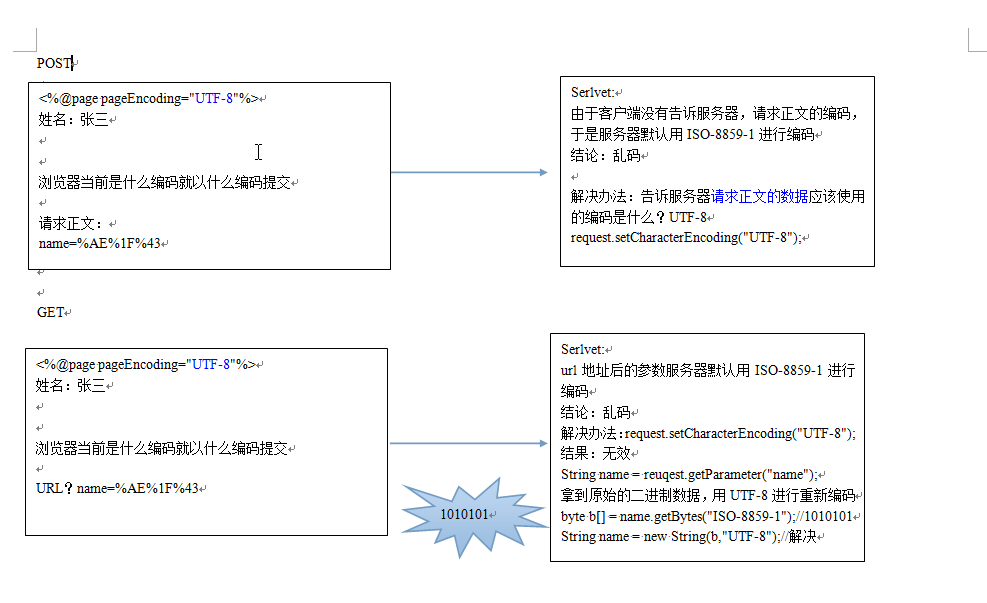 POST
<%@page pageEncoding="UTF-8"%>
姓名：张三
浏览器当前是什么编码就以什么编码提交
请求正文：
name=%AE%1F%43
Serlvet:
由于客户端没有告诉服务器，请求正文的编码，
于是服务器默认用 ISO-8859-1 进行编码
结论：乱码
解决办法：告诉服务器请求正文的数据应该使用
的编码是什么？UTF-8
request.setCharacterEncoding("UTF-8");
GET
<%@page pageEncoding="UTF-8"%>
姓名：张三
浏览器当前是什么编码就以什么编码提交
URL？name=%AE%1F%43
1010101
Serlvet:
url 地址后的参数服务器默认用 ISO-8859-1 进行
编码
结论：乱码
解决办法:request.setCharacterEncoding("UTF-8");
结果：无效
String name = reuqest.getParameter("name");
拿到原始的二进制数据，用 UTF-8 进行重新编码
byte b[] = name.getBytes("ISO-8859-1");//1010101
String name = new String(b,"UTF-8");//解决